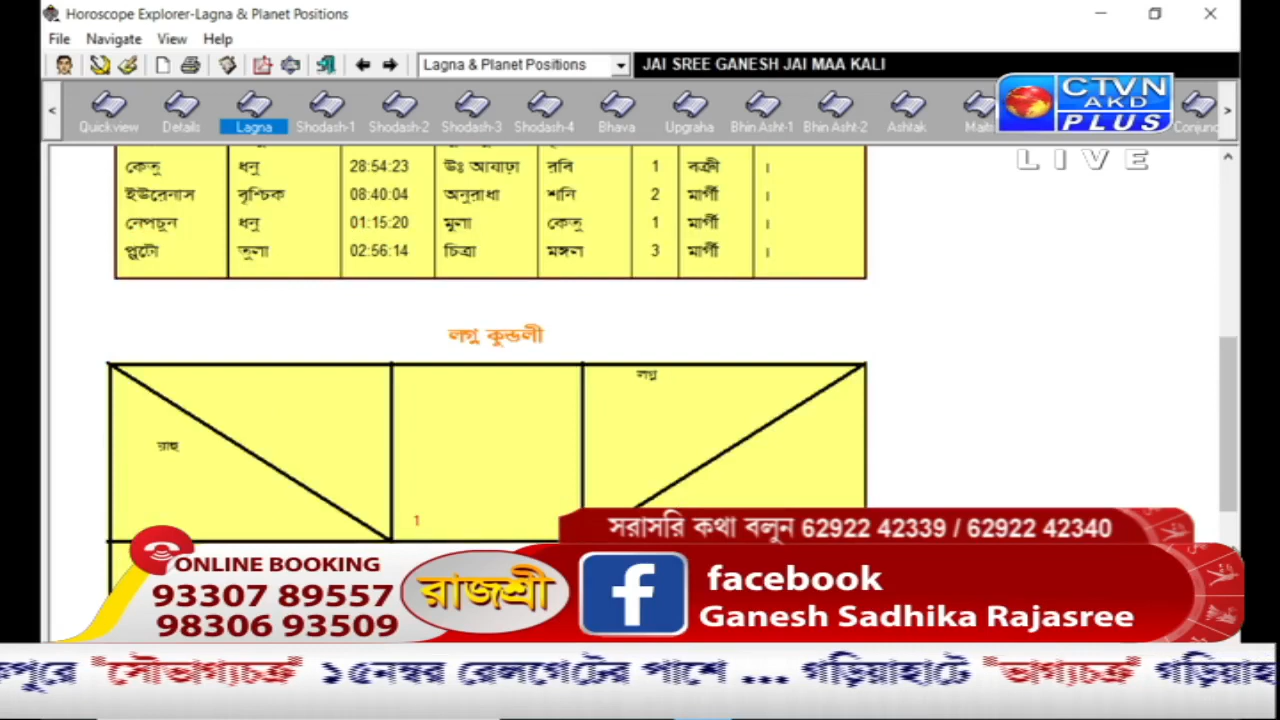 Horoscope Explorer-Lagna & Planet Positions
File Navigate View Help
Lagna & Planet Positions JAI SREE GANESH JAI MAA KALI
CTVN
AKD
PLUS
LIVE
Quickview Details Lagna Shodash-1 Shodash-2 Shodash-3 Shodash-4 Bhava Upgraha Bhin Asht-1 Bhin Asht-2 Ashtak
কেতু ধনু 28:54:23 উঃ আষাঢ়া রবি 1 বক্রী ।
ইউরেনাস বৃশ্চিক 08:40:04 অনুরাধা শনি 2 মার্গী ।
নেপচুন ধনু 01:15:20 মুলা কেতু 1 মার্গী ।
প্লুটো তুলা 02:56:14 চিত্রা মঙ্গল 3 মার্গী ।
লগ্ন কুন্ডলী
লগ্ন
রাহু
1
সরাসরি কথা বলুন 62922 42339 / 62922 42340
ONLINE BOOKING
93307 89557
98306 93509
রাজশ্রী
facebook
Ganesh Sadhika Rajasree
"সৌভাগ্যচক্র" ১৫নম্বর রেলগেটের পাশে ... গড়িয়াহাটে "ভাগ্যচক্র"